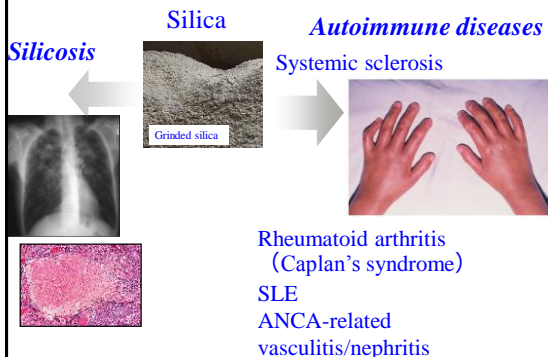 Silica
Autoimmune diseases
Silicosis
Systemic sclerosis
Grinded silica
Rheumatoid arthritis
（Caplan’s syndrome）
SLE
ANCA-related
vasculitis/nephritis